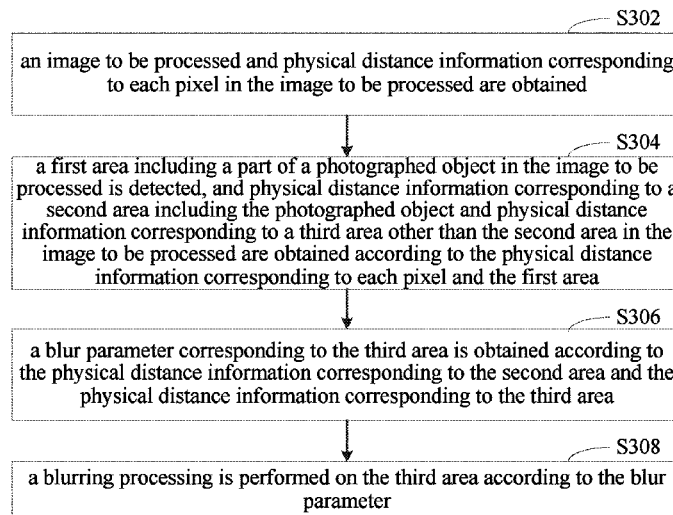 S302
an image to be processed and physical distance information corresponding
to each pixel in the image to be processed are obtained
S304
a first area including a part of a photographed object in the image to be
processed is detected, and physical distance information corresponding to a
second area including the photographed object and physical distance
information corresponding to a third area other than the second area in the
image to be processed are obtained according to the physical distance
information corresponding to each pixel and the first area
S306
a blur parameter corresponding to the third area is obtained according to
the physical distance information corresponding to the second area and the
physical distance information corresponding to the third area
S308
a blurring processing is performed on the third area according to the blur
parameter